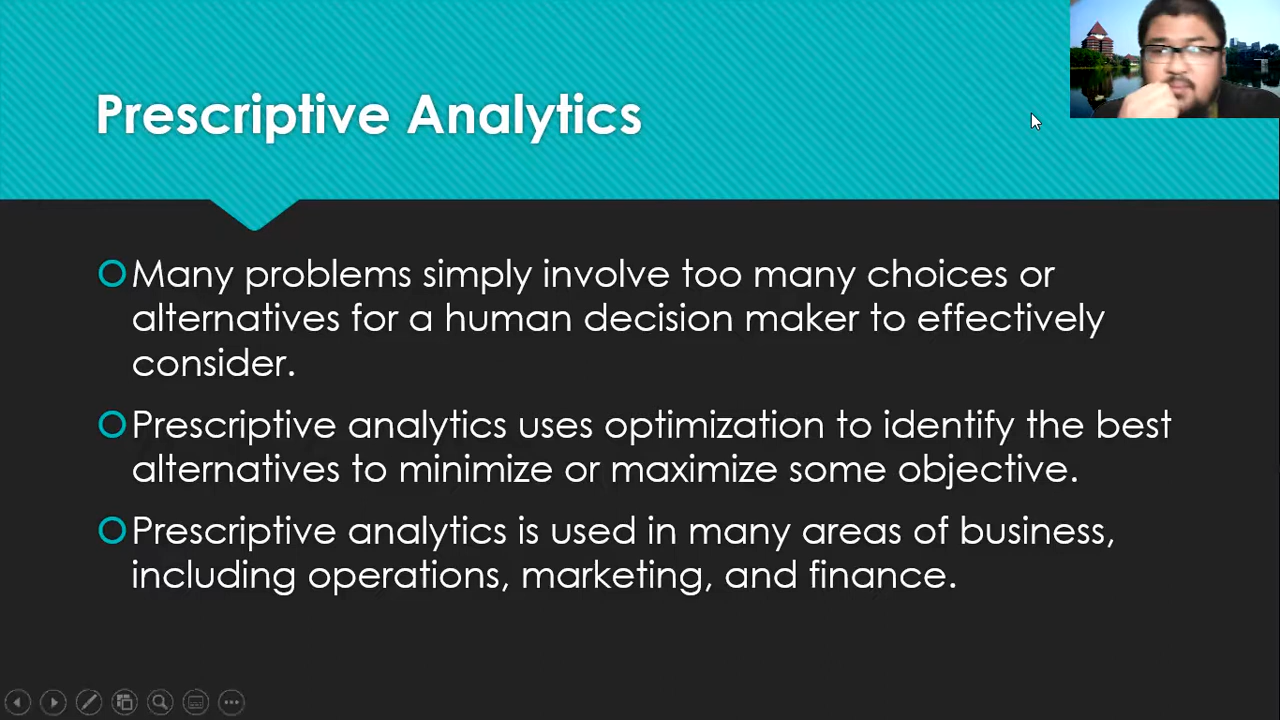 Prescriptive Analytics
Many problems simply involve too many choices or
alternatives for a human decision maker to effectively
consider.
Prescriptive analytics uses optimization to identify the best
alternatives to minimize or maximize some objective.
Prescriptive analytics is used in many areas of business,
including operations, marketing, and finance.